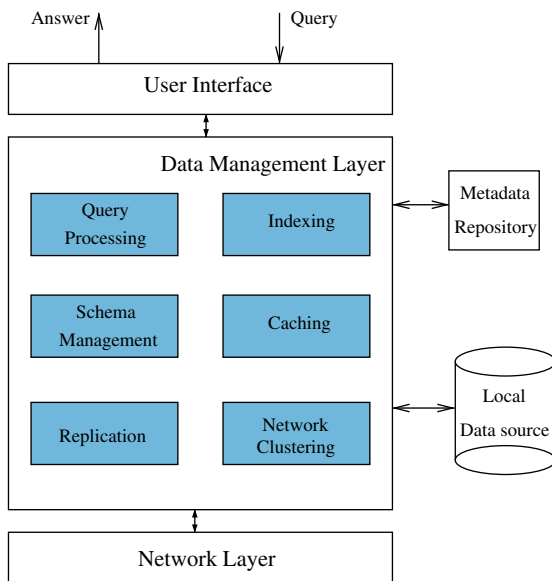 Answer
Query
User Interface
Data Management Layer
Query
Processing
Indexing
Metadata
Repository
Schema
Management
Caching
Replication
Network
Clustering
Local
Data source
Network Layer